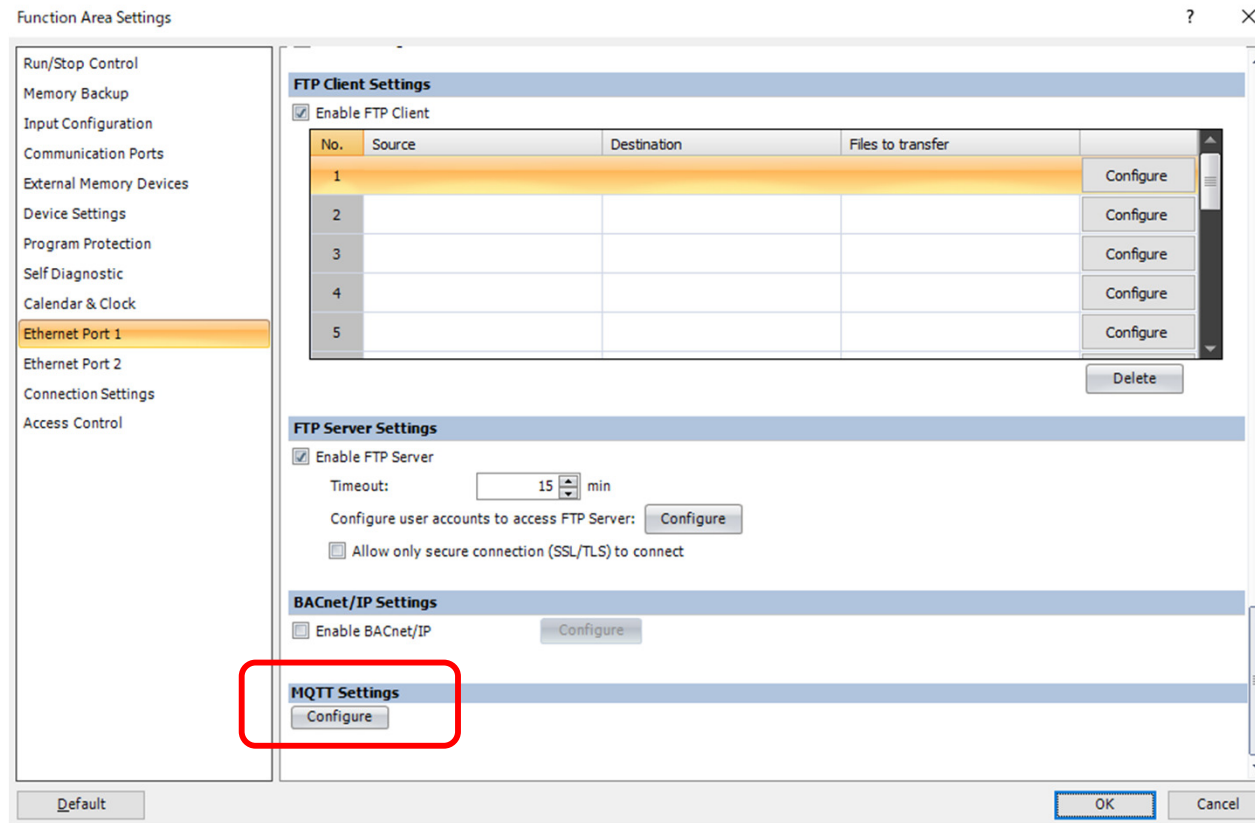 Function Area Settings
?
Run/Stop Control
Memory Backup
Input Configuration
Communication Ports
External Memory Devices
Device Settings
Program Protection
Self Diagnostic
Calendar & Clock
Ethernet Port 1
Ethernet Port 2
Connection Settings
Access Control
FTP Client Settings
Enable FTP Client
No. Source Destination Files to transfer
1 Configure
2 Configure
3 Configure
4 Configure
5 Configure
Delete
FTP Server Settings
Enable FTP Server
Timeout: 15 min
Configure user accounts to access FTP Server: Configure
Allow only secure connection (SSL/TLS) to connect
BACnet/IP Settings
Enable BACnet/IP Configure
MQTT Settings
Configure
Default OK Cancel